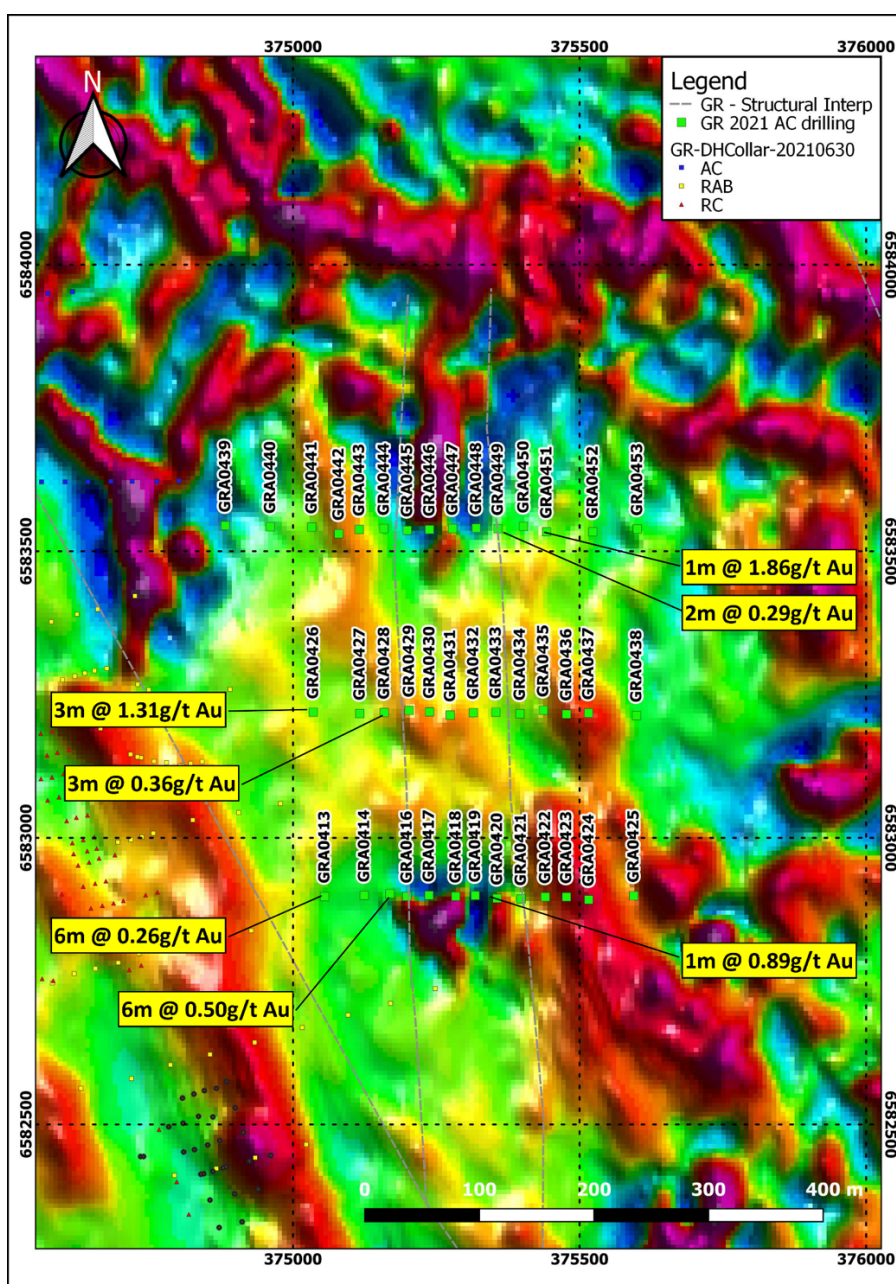 375000
375500
376000
N
Legend
GR - Structural Interp
GR 2021 AC drilling
GR-DHCollar-20210630
AC
RAB
RC
6584000
6584000
GRA0439
GRA0440
GRA0441
GRA0442
GRA0443
GRA0444
GRA0445
GRA0446
GRA0447
GRA0448
GRA0449
GRA0450
GRA0451
GRA0452
GRA0453
6583500
6583500
1m @ 1.86g/t Au
2m @ 0.29g/t Au
GRA0426
GRA0427
GRA0428
GRA0429
GRA0430
GRA0431
GRA0432
GRA0433
GRA0434
GRA0435
GRA0436
GRA0437
GRA0438
3m @ 1.31g/t Au
3m @ 0.36g/t Au
6583000
6583000
GRA0413
GRA0414
GRA0416
GRA0417
GRA0418
GRA0419
GRA0420
GRA0421
GRA0422
GRA0423
GRA0424
GRA0425
6m @ 0.26g/t Au
1m @ 0.89g/t Au
6m @ 0.50g/t Au
6582500
6582500
0 100 200 300 400 m
375000
375500
376000